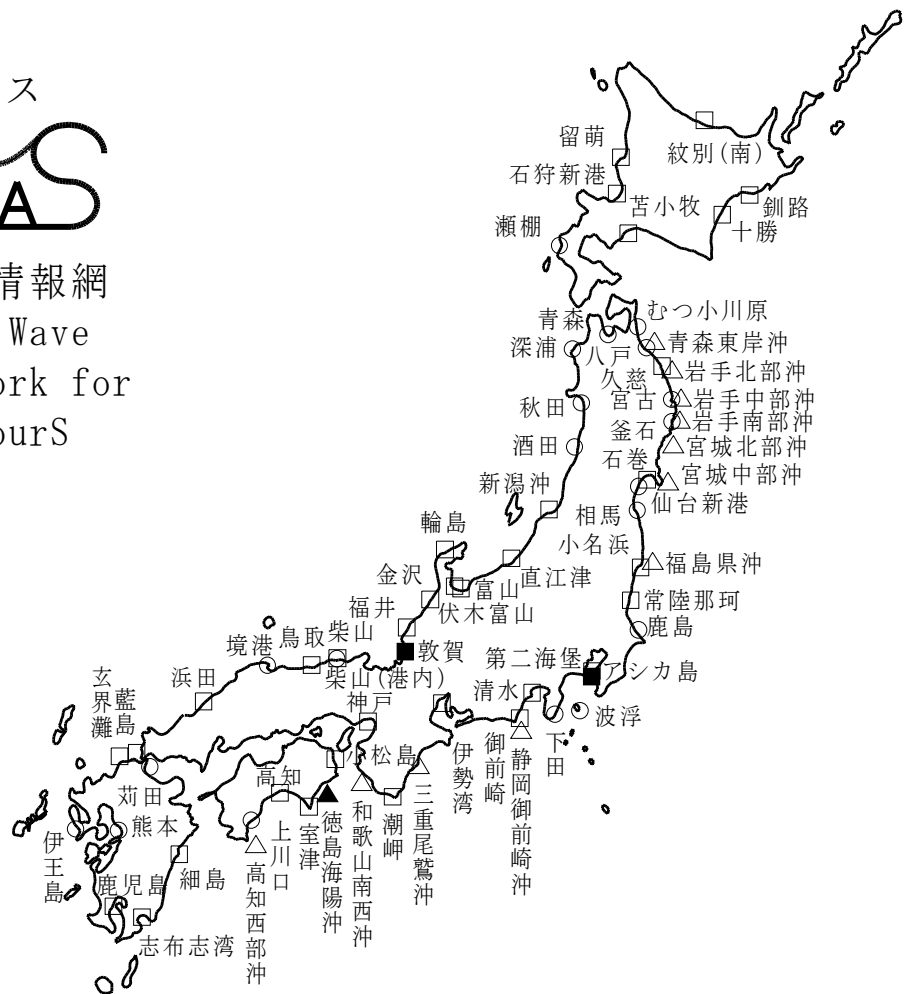 ス
AS
情報網
Wave
ork for
ourS
留萌
紋別(南)
石狩新港
苫小牧
釧路
十勝
瀬棚
むつ小川原
青森
青森東岸沖
深浦
八戸
久慈
岩手北部沖
秋田
宮古
岩手中部沖
釜石
岩手南部沖
酒田
宮城北部沖
石巻
宮城中部沖
新潟沖
仙台新港
相馬
輪島
小名浜
福島県沖
直江津
金沢
富山
伏木富山
常陸那珂
福井
鹿島
境港
鳥取
柴山
敦賀
第二海堡
アシカ島
柴山(港内)
浜田
神戸
清水
波浮
玄界灘
藍島
伊勢湾
御前崎
静岡御前崎沖
下田
小松島
高知
苅田
熊本
伊王島
上川口
室津
徳島海陽沖
和歌山南西沖
潮岬
三重尾鷲沖
細島
鹿児島
高知西部沖
志布志湾